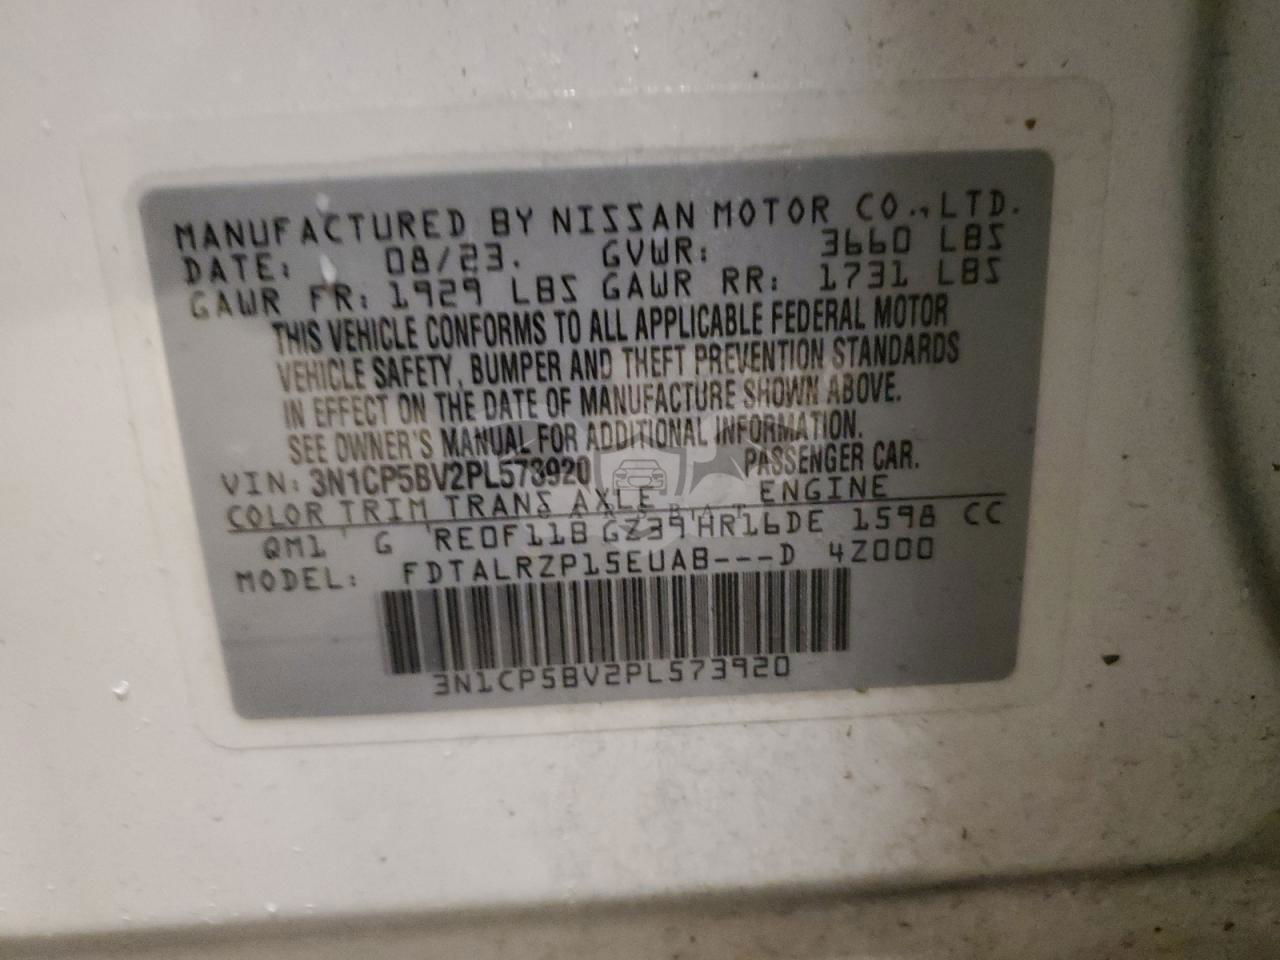 MANUFACTURED BY NISSAN MOTOR CO., LTD.
DATE: 08/23. GVWR: 3660 LBS
GAWR FR: 1929 LBS GAWR RR: 1731 LBS
THIS VEHICLE CONFORMS TO ALL APPLICABLE FEDERAL MOTOR
VEHICLE SAFETY, BUMPER AND THEFT PREVENTION STANDARDS
IN EFFECT ON THE DATE OF MANUFACTURE SHOWN ABOVE.
SEE OWNER'S MANUAL FOR ADDITIONAL INFORMATION.
VIN: 3N1CP5BV2PL573920 PASSENGER CAR.
COLOR TRIM TRANS AXLE ENGINE
QM1 G RE0F11B GZ39 HR16DE 1598 CC
MODEL: FDTALRZP15EUAB---D 4Z000
3N1CP5BV2PL573920